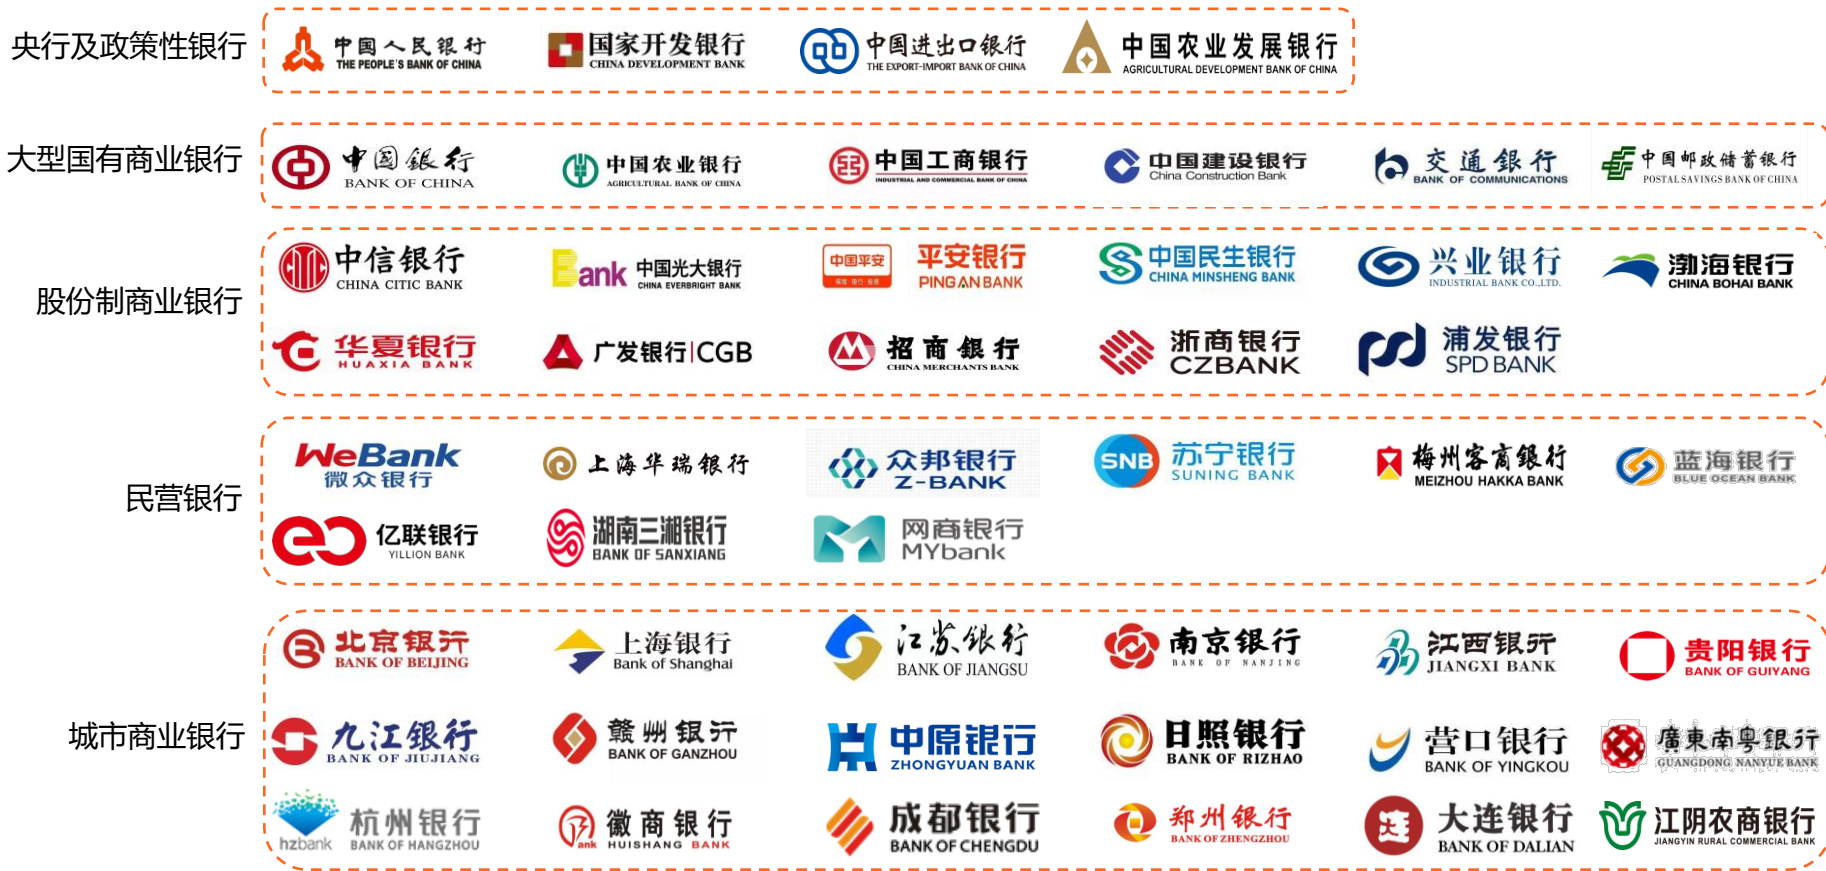 央行及政策性银行
中国人民银行
THE PEOPLE'S BANK OF CHINA
国家开发银行
CHINA DEVELOPMENT BANK
中国进出口银行
THE EXPORT-IMPORT BANK OF CHINA
中国农业发展银行
AGRICULTURAL DEVELOPMENT BANK OF CHINA
大型国有商业银行
中國銀行
BANK OF CHINA
中国农业银行
AGRICULTURAL BANK OF CHINA
中国工商银行
INDUSTRIAL AND COMMERCIAL BANK OF CHINA
中国建设银行
China Construction Bank
交通銀行
BANK OF COMMUNICATIONS
中国邮政储蓄银行
POSTAL SAVINGS BANK OF CHINA
股份制商业银行
中信银行
CHINA CITIC BANK
Bank 中国光大银行
CHINA EVERBRIGHT BANK
中国平安
保险·银行·投资
平安银行
PING AN BANK
中国民生银行
CHINA MINSHENG BANK
兴业银行
INDUSTRIAL BANK CO.,LTD.
渤海银行
CHINA BOHAI BANK
华夏银行
HUAXIA BANK
广发银行|CGB
招商銀行
CHINA MERCHANTS BANK
浙商银行
CZBANK
浦发银行
SPD BANK
民营银行
WeBank
微众银行
上海华瑞银行
众邦银行
Z-BANK
SNB
苏宁银行
SUNING BANK
梅州客商銀行
MEIZHOU HAKKA BANK
蓝海银行
BLUE OCEAN BANK
亿联银行
YILLION BANK
湖南三湘银行
BANK OF SANXIANG
网商银行
MYbank
城市商业银行
北京银行
BANK OF BEIJING
上海银行
Bank of Shanghai
江苏银行
BANK OF JIANGSU
南京银行
BANK OF NANJING
江西银行
JIANGXI BANK
贵阳银行
BANK OF GUIYANG
九江银行
BANK OF JIUJIANG
赣州银行
BANK OF GANZHOU
中原银行
ZHONGYUAN BANK
日照银行
BANK OF RIZHAO
营口银行
BANK OF YINGKOU
廣東南粤銀行
GUANGDONG NANYUE BANK
hzbank
杭州银行
BANK OF HANGZHOU
ank
徽商银行
HUISHANG BANK
成都银行
BANK OF CHENGDU
郑州银行
BANK OF ZHENGZHOU
大连银行
BANK OF DALIAN
江阴农商银行
JIANGYIN RURAL COMMERCIAL BANK